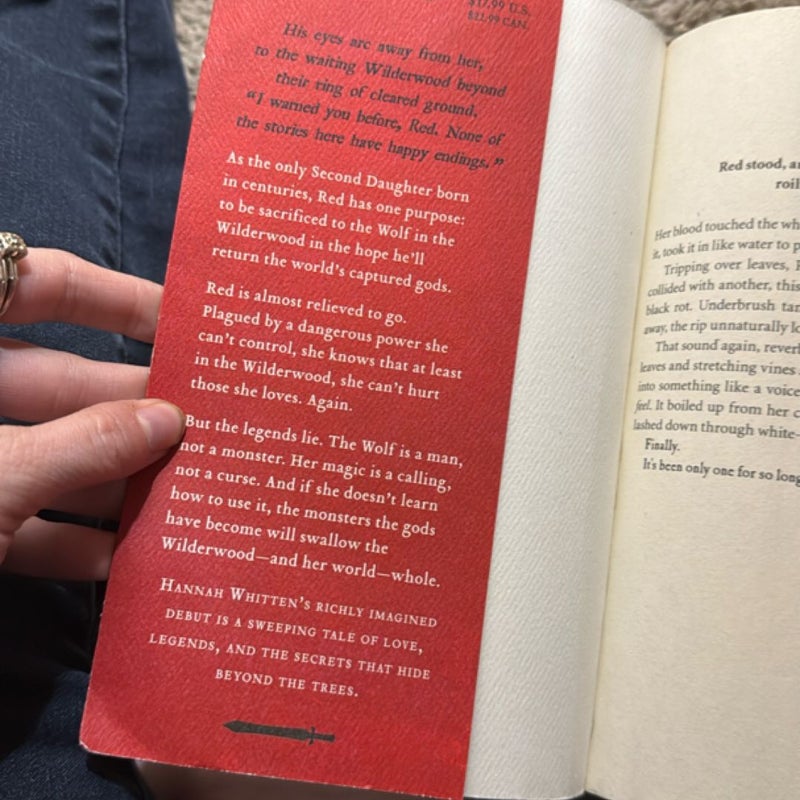 $17.99 U.S.
$22.99 CAN.
His eyes are away from her,
to the waiting Wilderwood beyond
their ring of cleared ground.
“I warned you before, Red. None of
the stories here have happy endings.”
As the only Second Daughter born
in centuries, Red has one purpose:
to be sacrificed to the Wolf in the
Wilderwood in the hope he’ll
return the world’s captured gods.
Red is almost relieved to go.
Plagued by a dangerous power she
can’t control, she knows that at least
in the Wilderwood, she can’t hurt
those she loves. Again.
But the legends lie. The Wolf is a man,
not a monster. Her magic is a calling,
not a curse. And if she doesn’t learn
how to use it, the monsters the gods
have become will swallow the
Wilderwood—and her world—whole.
Hannah Whitten’s richly imagined
debut is a sweeping tale of love,
legends, and the secrets that hide
beyond the trees.
Red stood, a
roil
Her blood touched the wh
it, took it in like water to p
Tripping over leaves,
collided with another, this
black rot. Underbrush tan
away, the rip unnaturally lo
That sound again, reverb
leaves and stretching vines
into something like a voice
feel. It boiled up from her c
lashed down through white-
Finally.
It’s been only one for so long